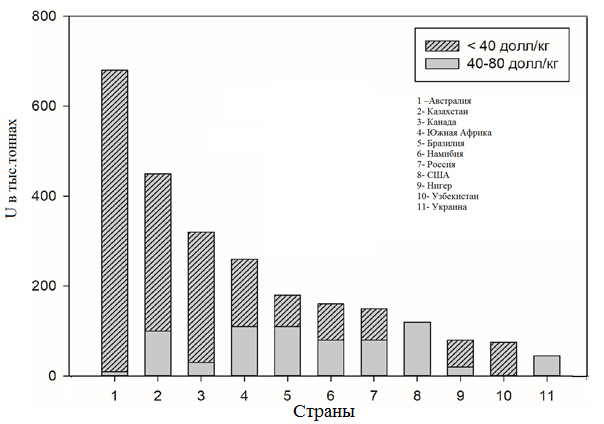 800
600
400
200
0
U в тыс.тоннах
< 40 долл/кг
40-80 долл/кг
1 –Австралия
2- Казахстан
3- Канада
4- Южная Африка
5- Бразилия
6- Намибия
7- Россия
8- США
9- Нигер
10- Узбекистан
11- Украина
1 2 3 4 5 6 7 8 9 10 11
Страны